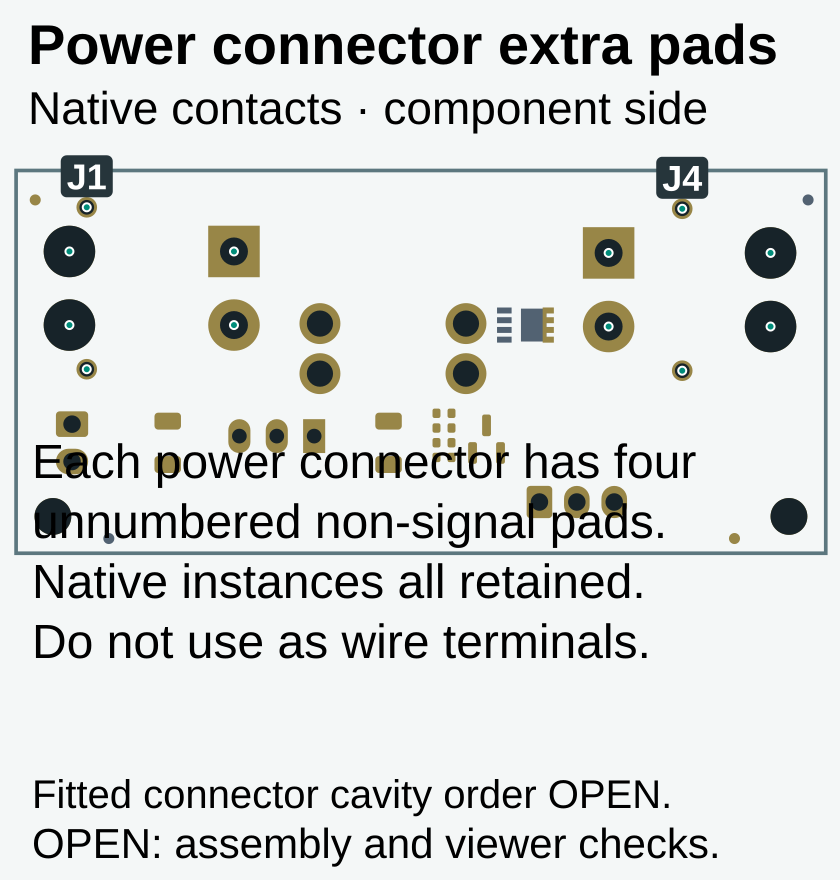 Power connector extra pads
Native contacts · component side
J1
J4
Each power connector has four
unnumbered non-signal pads.
Native instances all retained.
Do not use as wire terminals.
Fitted connector cavity order OPEN.
OPEN: assembly and viewer checks.